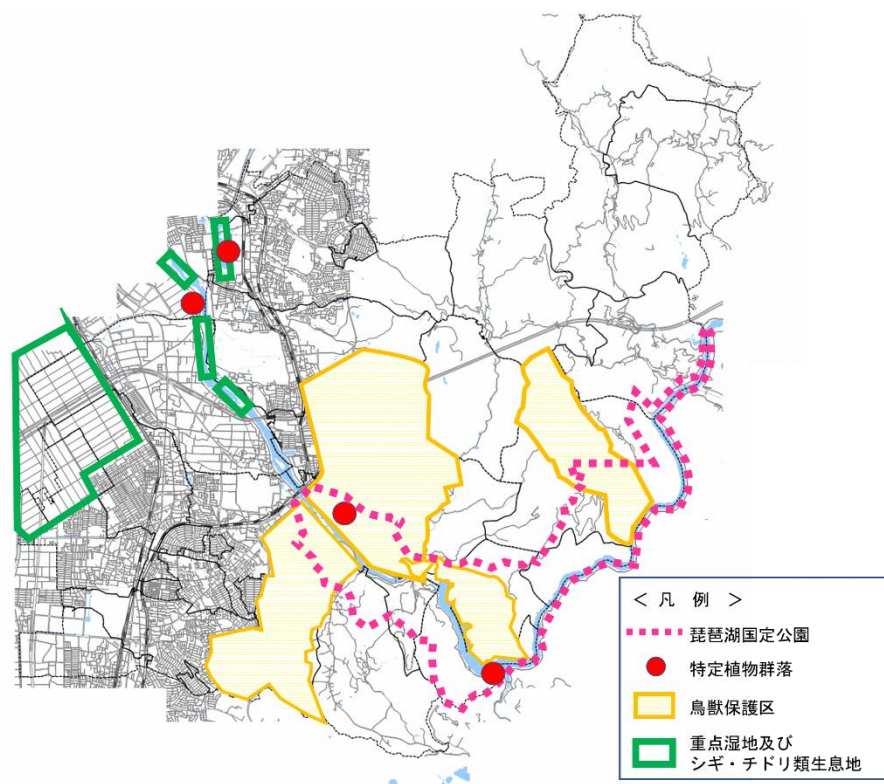 < 凡 例 >
琵琶湖国定公園
特定植物群落
鳥獣保護区
重点湿地及び
シギ・チドリ類生息地